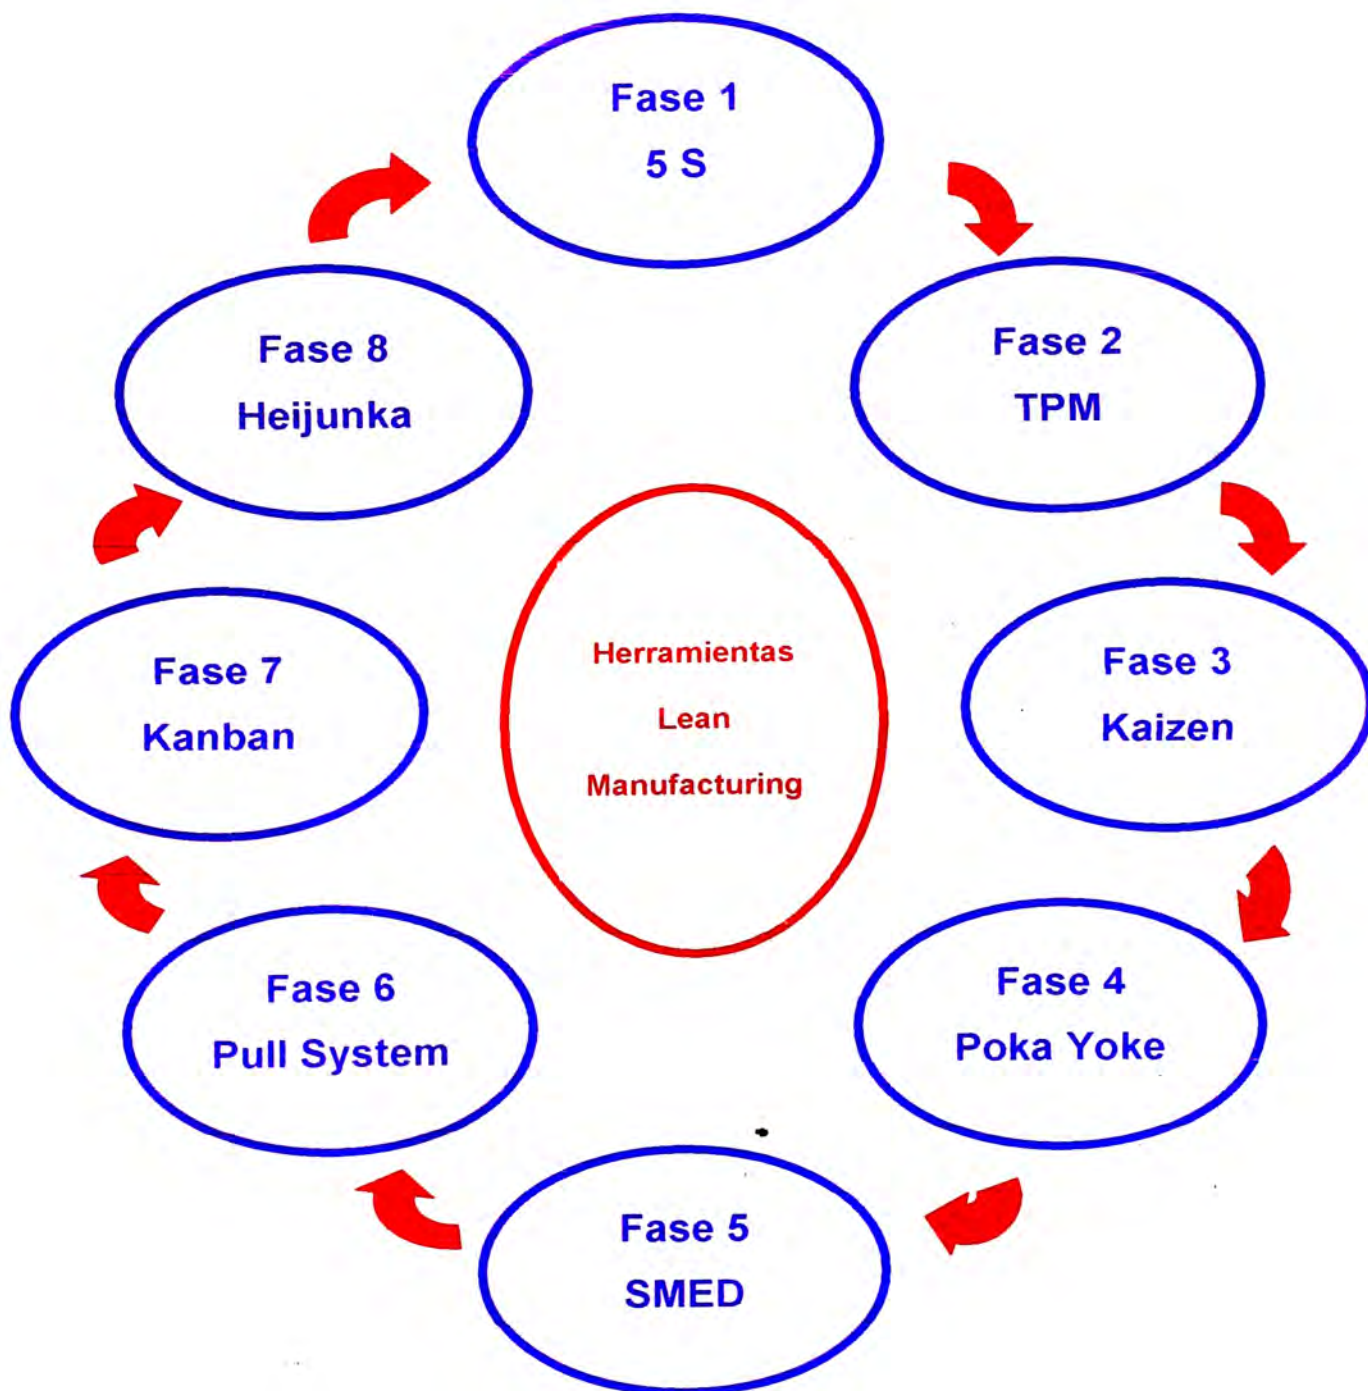 Fase 1
5 S
Fase 2
TPM
Fase 3
Kaizen
Fase 4
Poka Yoke
Fase 5
SMED
Fase 6
Pull System
Fase 7
Kanban
Fase 8
Heijunka
Herramientas
Lean
Manufacturing